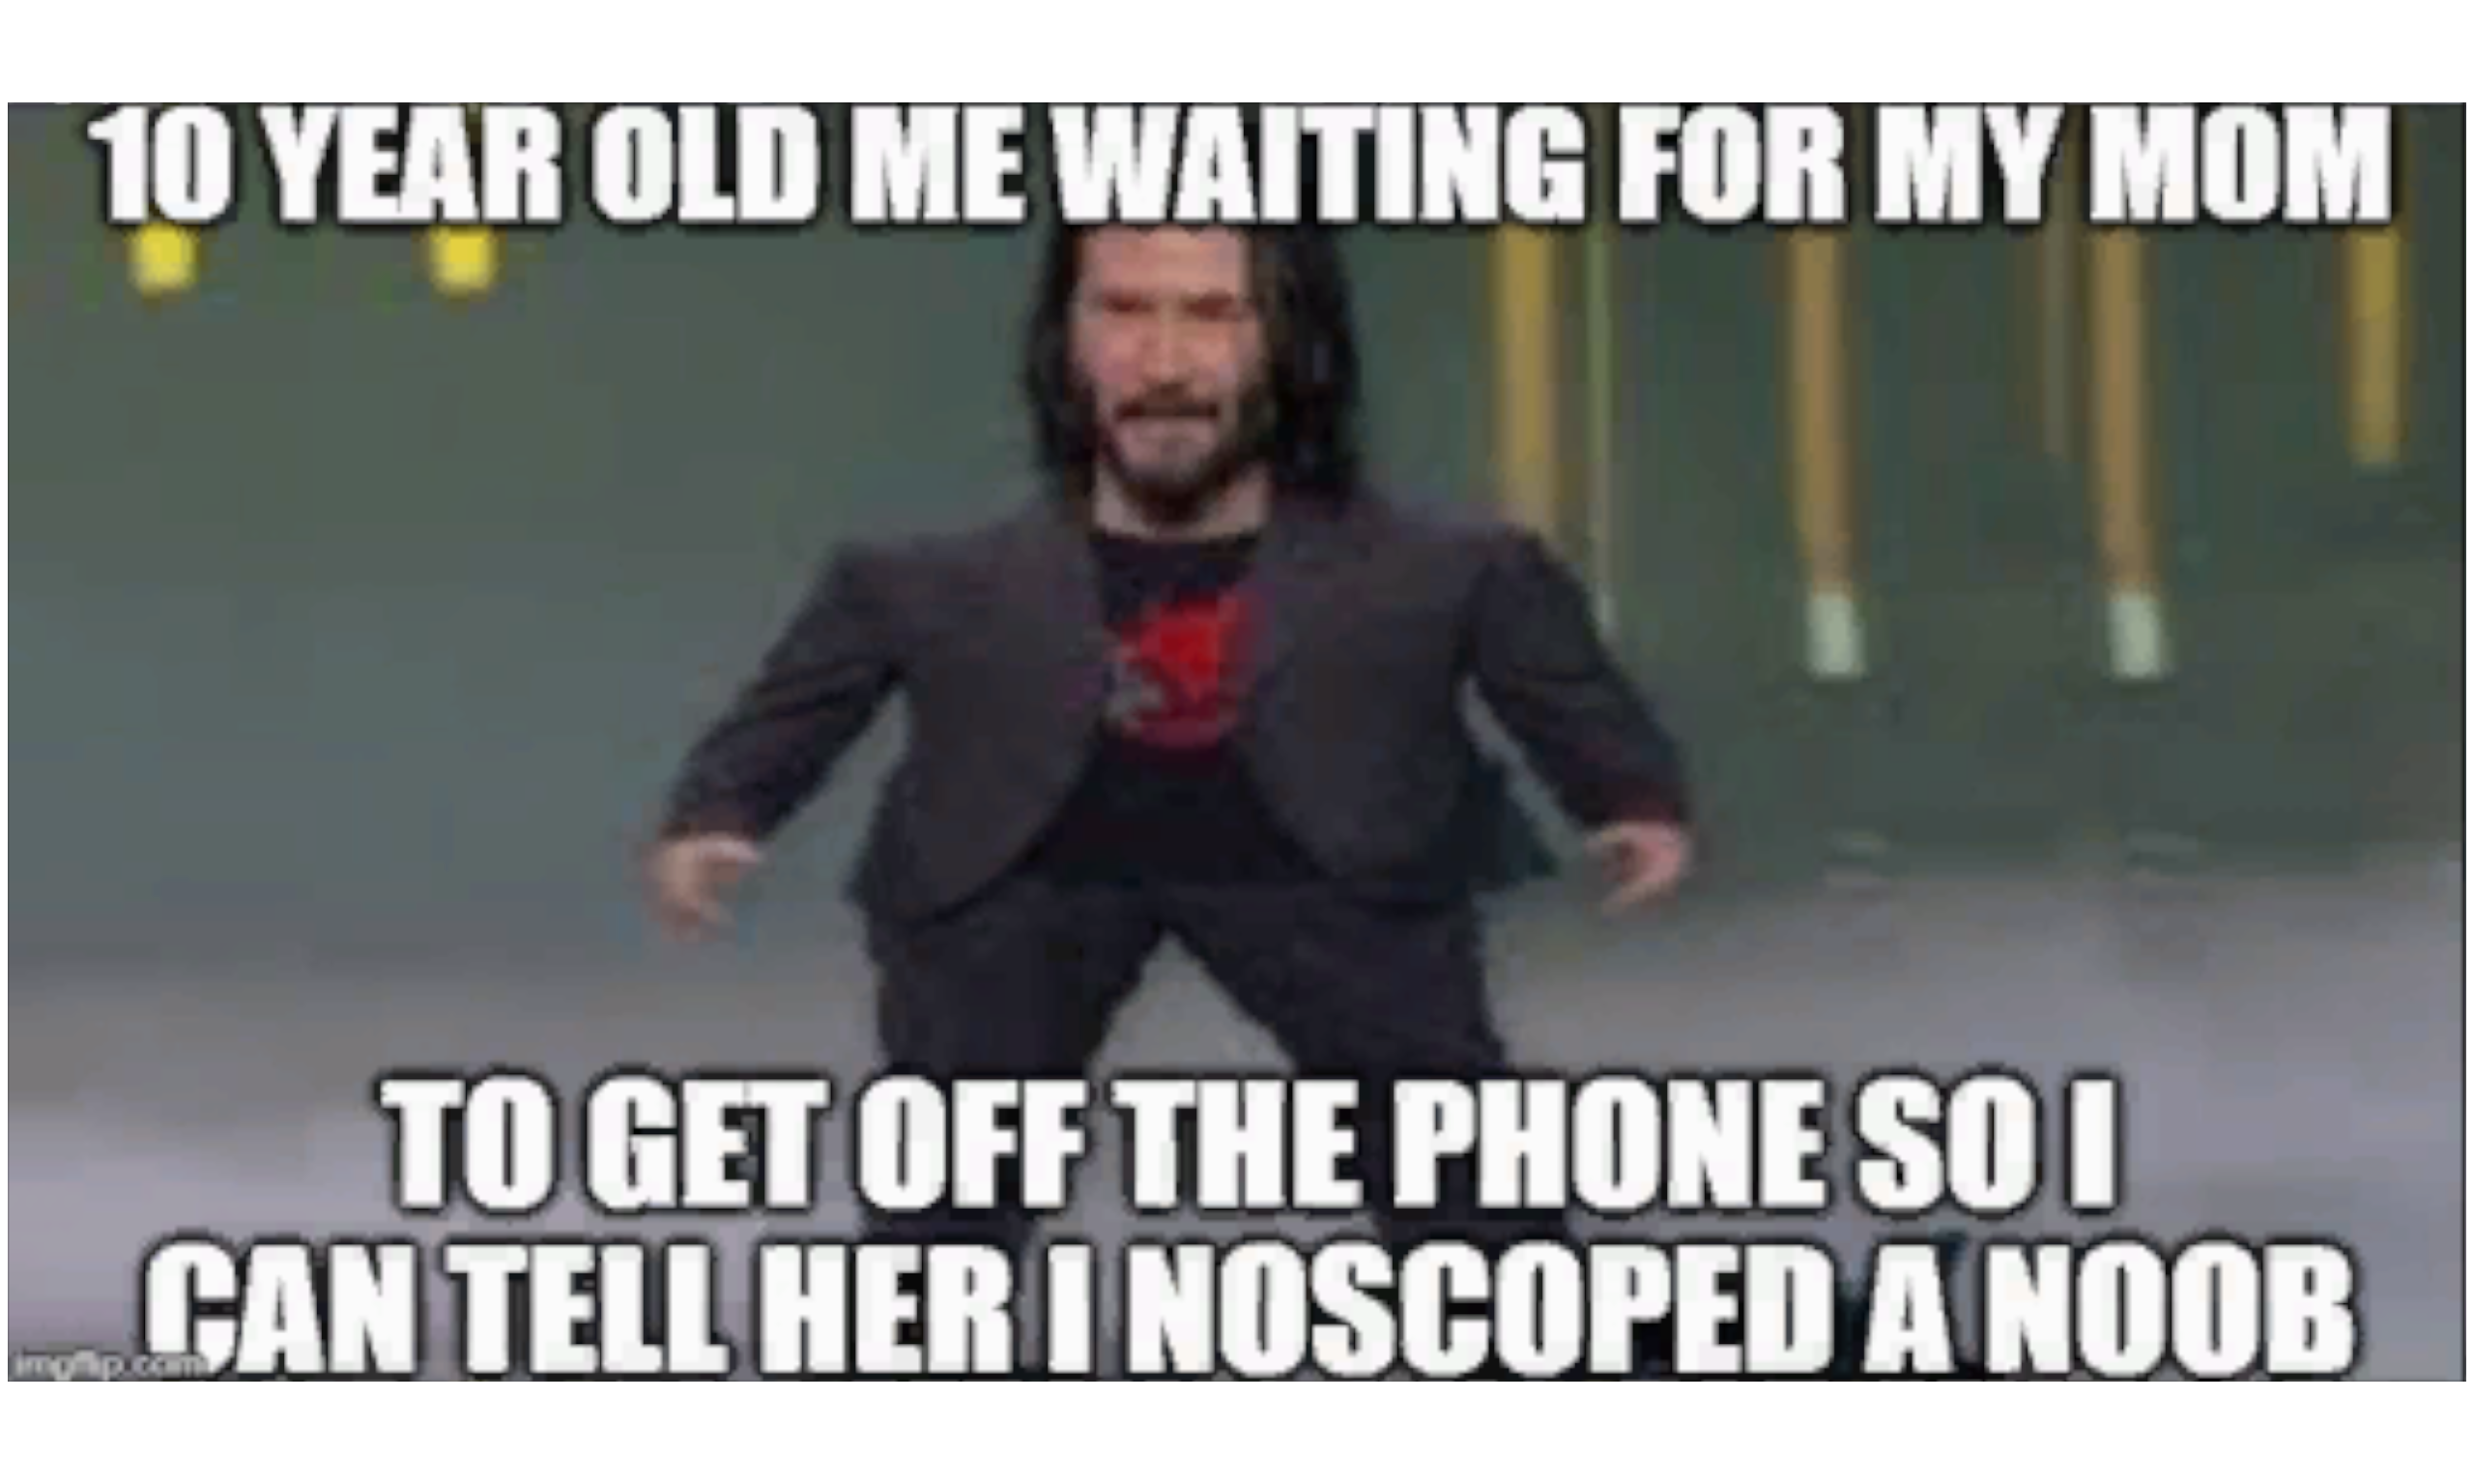 10 YEAR OLD ME WAITING FOR MY MOM
TO GET OFF THE PHONE SO I
CAN TELL HER I NOSCOPED A NOOB
imgflip.com